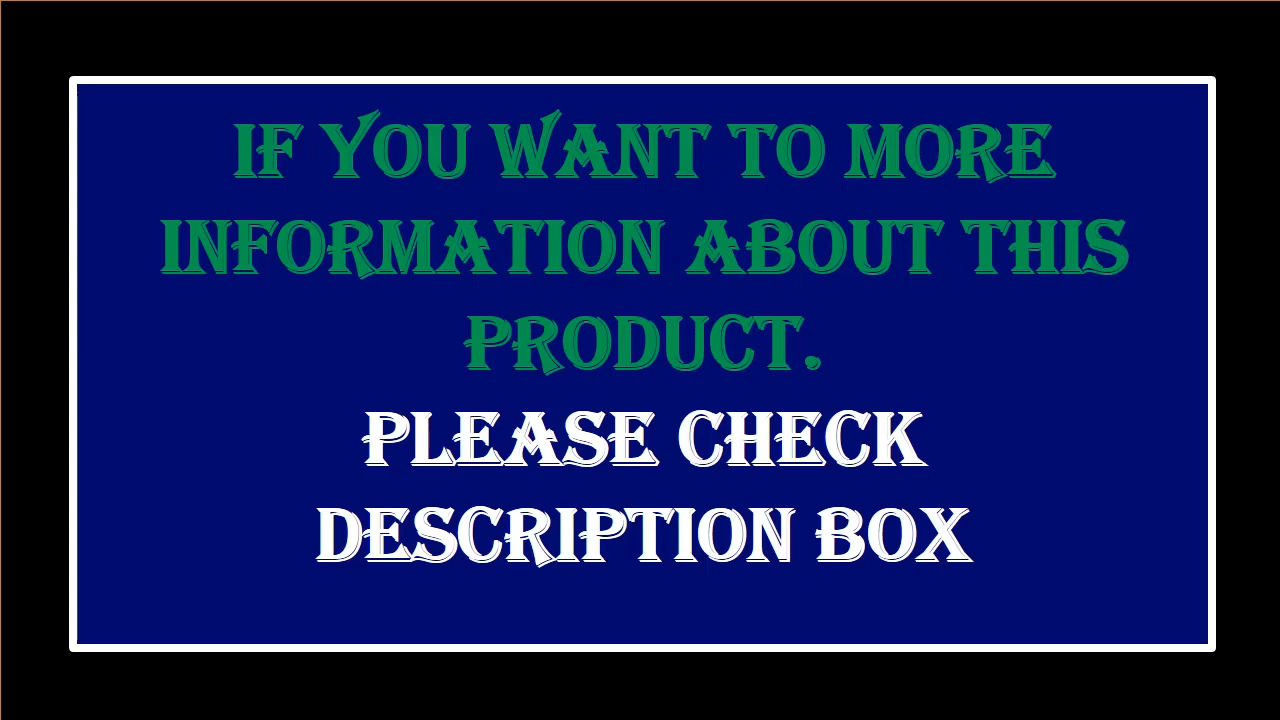 IF YOU WANT TO MORE
INFORMATION ABOUT THIS
PRODUCT.
PLEASE CHECK
DESCRIPTION BOX